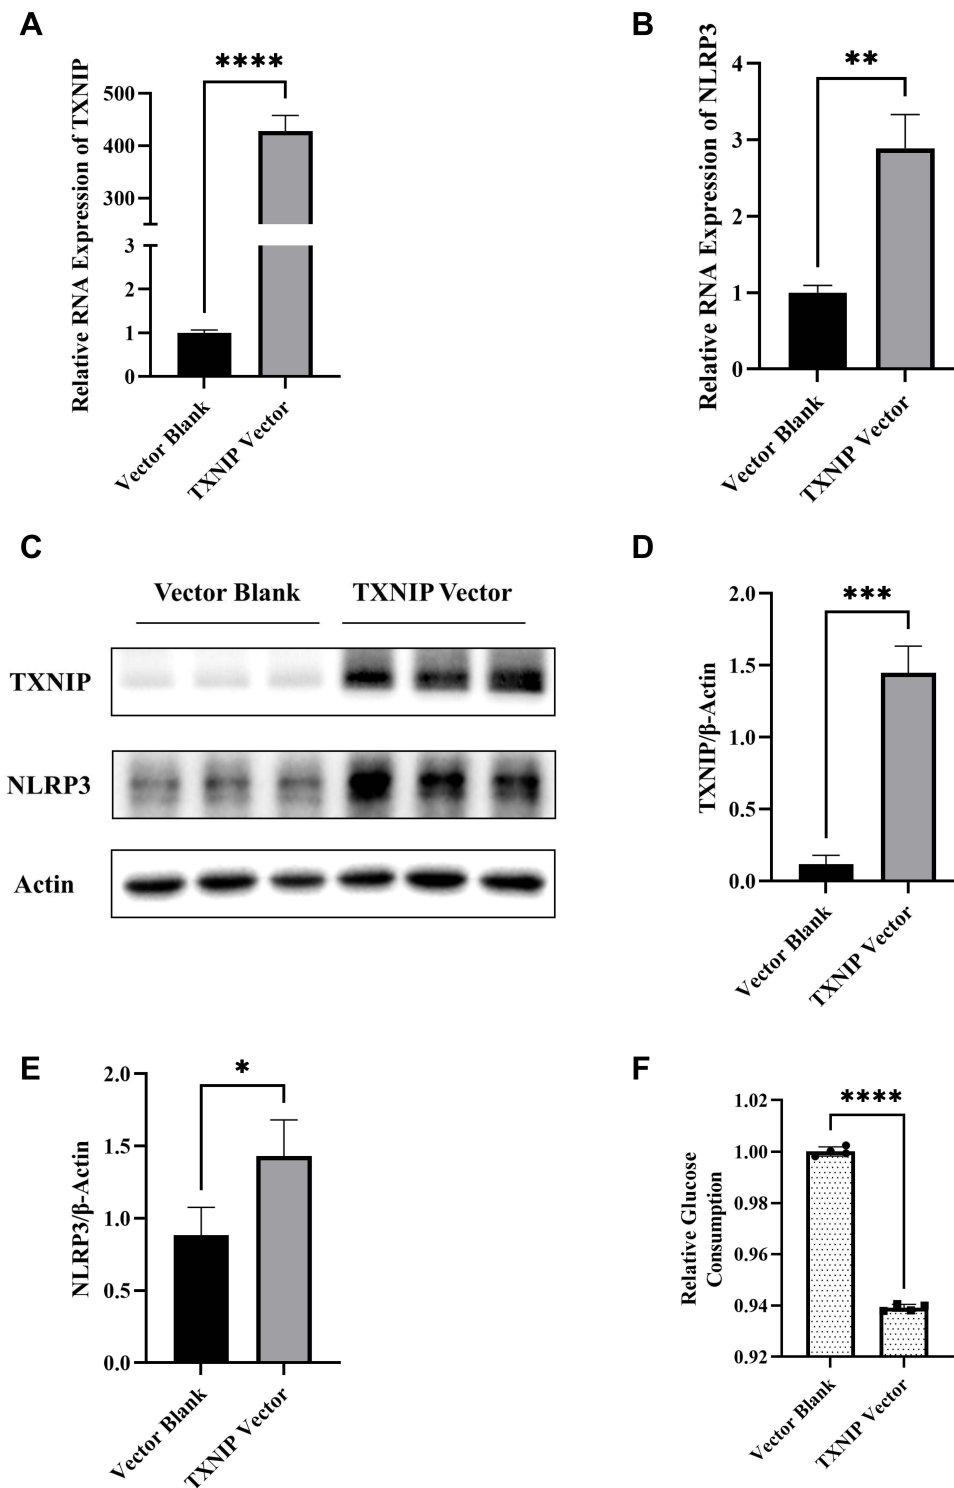 A
****
Relative RNA Expression of TXNIP
500
400
300
3
2
1
0
Vector Blank
TXNIP Vector
B
**
Relative RNA Expression of NLRP3
4
3
2
1
0
Vector Blank
TXNIP Vector
C
Vector Blank
TXNIP Vector
TXNIP
NLRP3
Actin
D
***
TXNIP/β-Actin
2.0
1.5
1.0
0.5
0.0
Vector Blank
TXNIP Vector
E
*
NLRP3/β-Actin
2.0
1.5
1.0
0.5
0.0
Vector Blank
TXNIP Vector
F
****
Relative Glucose
Consumption
1.02
1.00
0.98
0.96
0.94
0.92
Vector Blank
TXNIP Vector